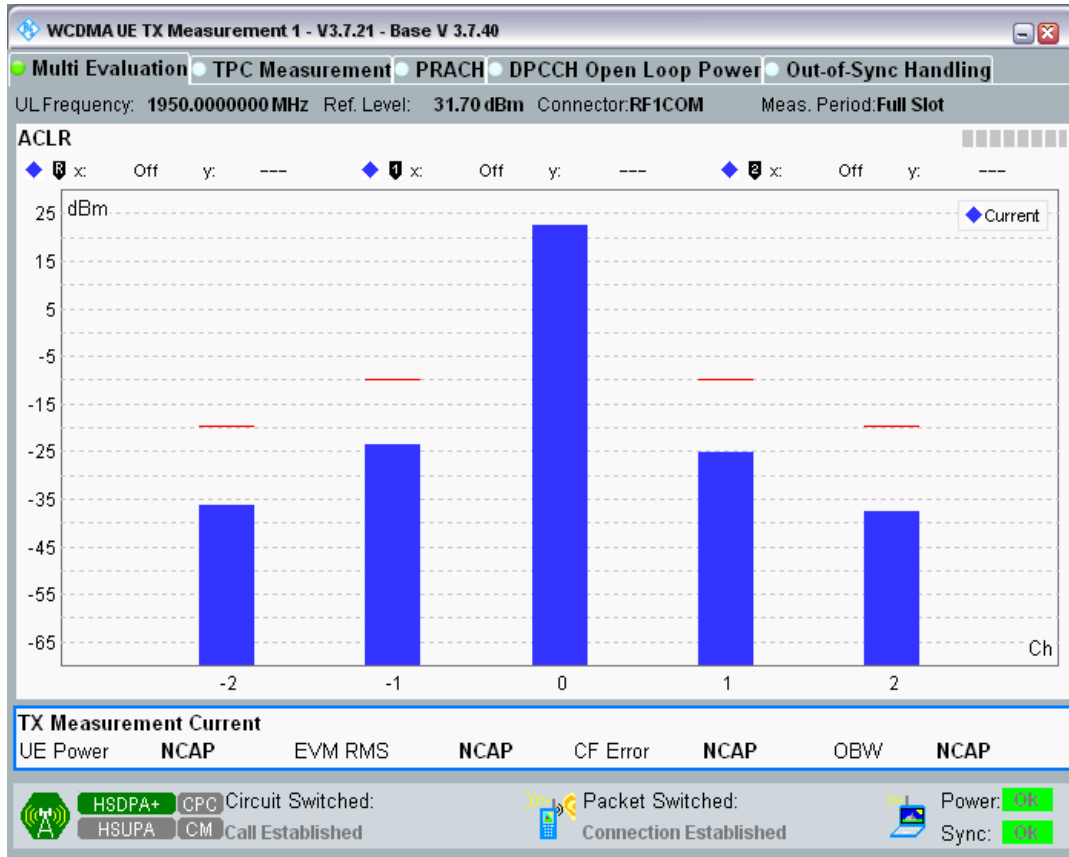 WCDMA UE TX Measurement 1 - V3.7.21 - Base V 3.7.40
Multi Evaluation TPC Measurement PRACH DPCCH Open Loop Power Out-of-Sync Handling
UL Frequency: 1950.0000000 MHz Ref. Level: 31.70 dBm Connector:RF1COM Meas. Period:Full Slot
ACLR
R x: Off y: --- 1 x: Off y: --- 2 x: Off y: ---
dBm
Current
25
15
5
-5
-15
-25
-35
-45
-55
-65
Ch
-2 -1 0 1 2
TX Measurement Current
UE Power NCAP EVM RMS NCAP CF Error NCAP OBW NCAP
HSDPA+ CPC Circuit Switched: Packet Switched: Power: Ok
HSUPA CM Call Established Connection Established Sync: Ok